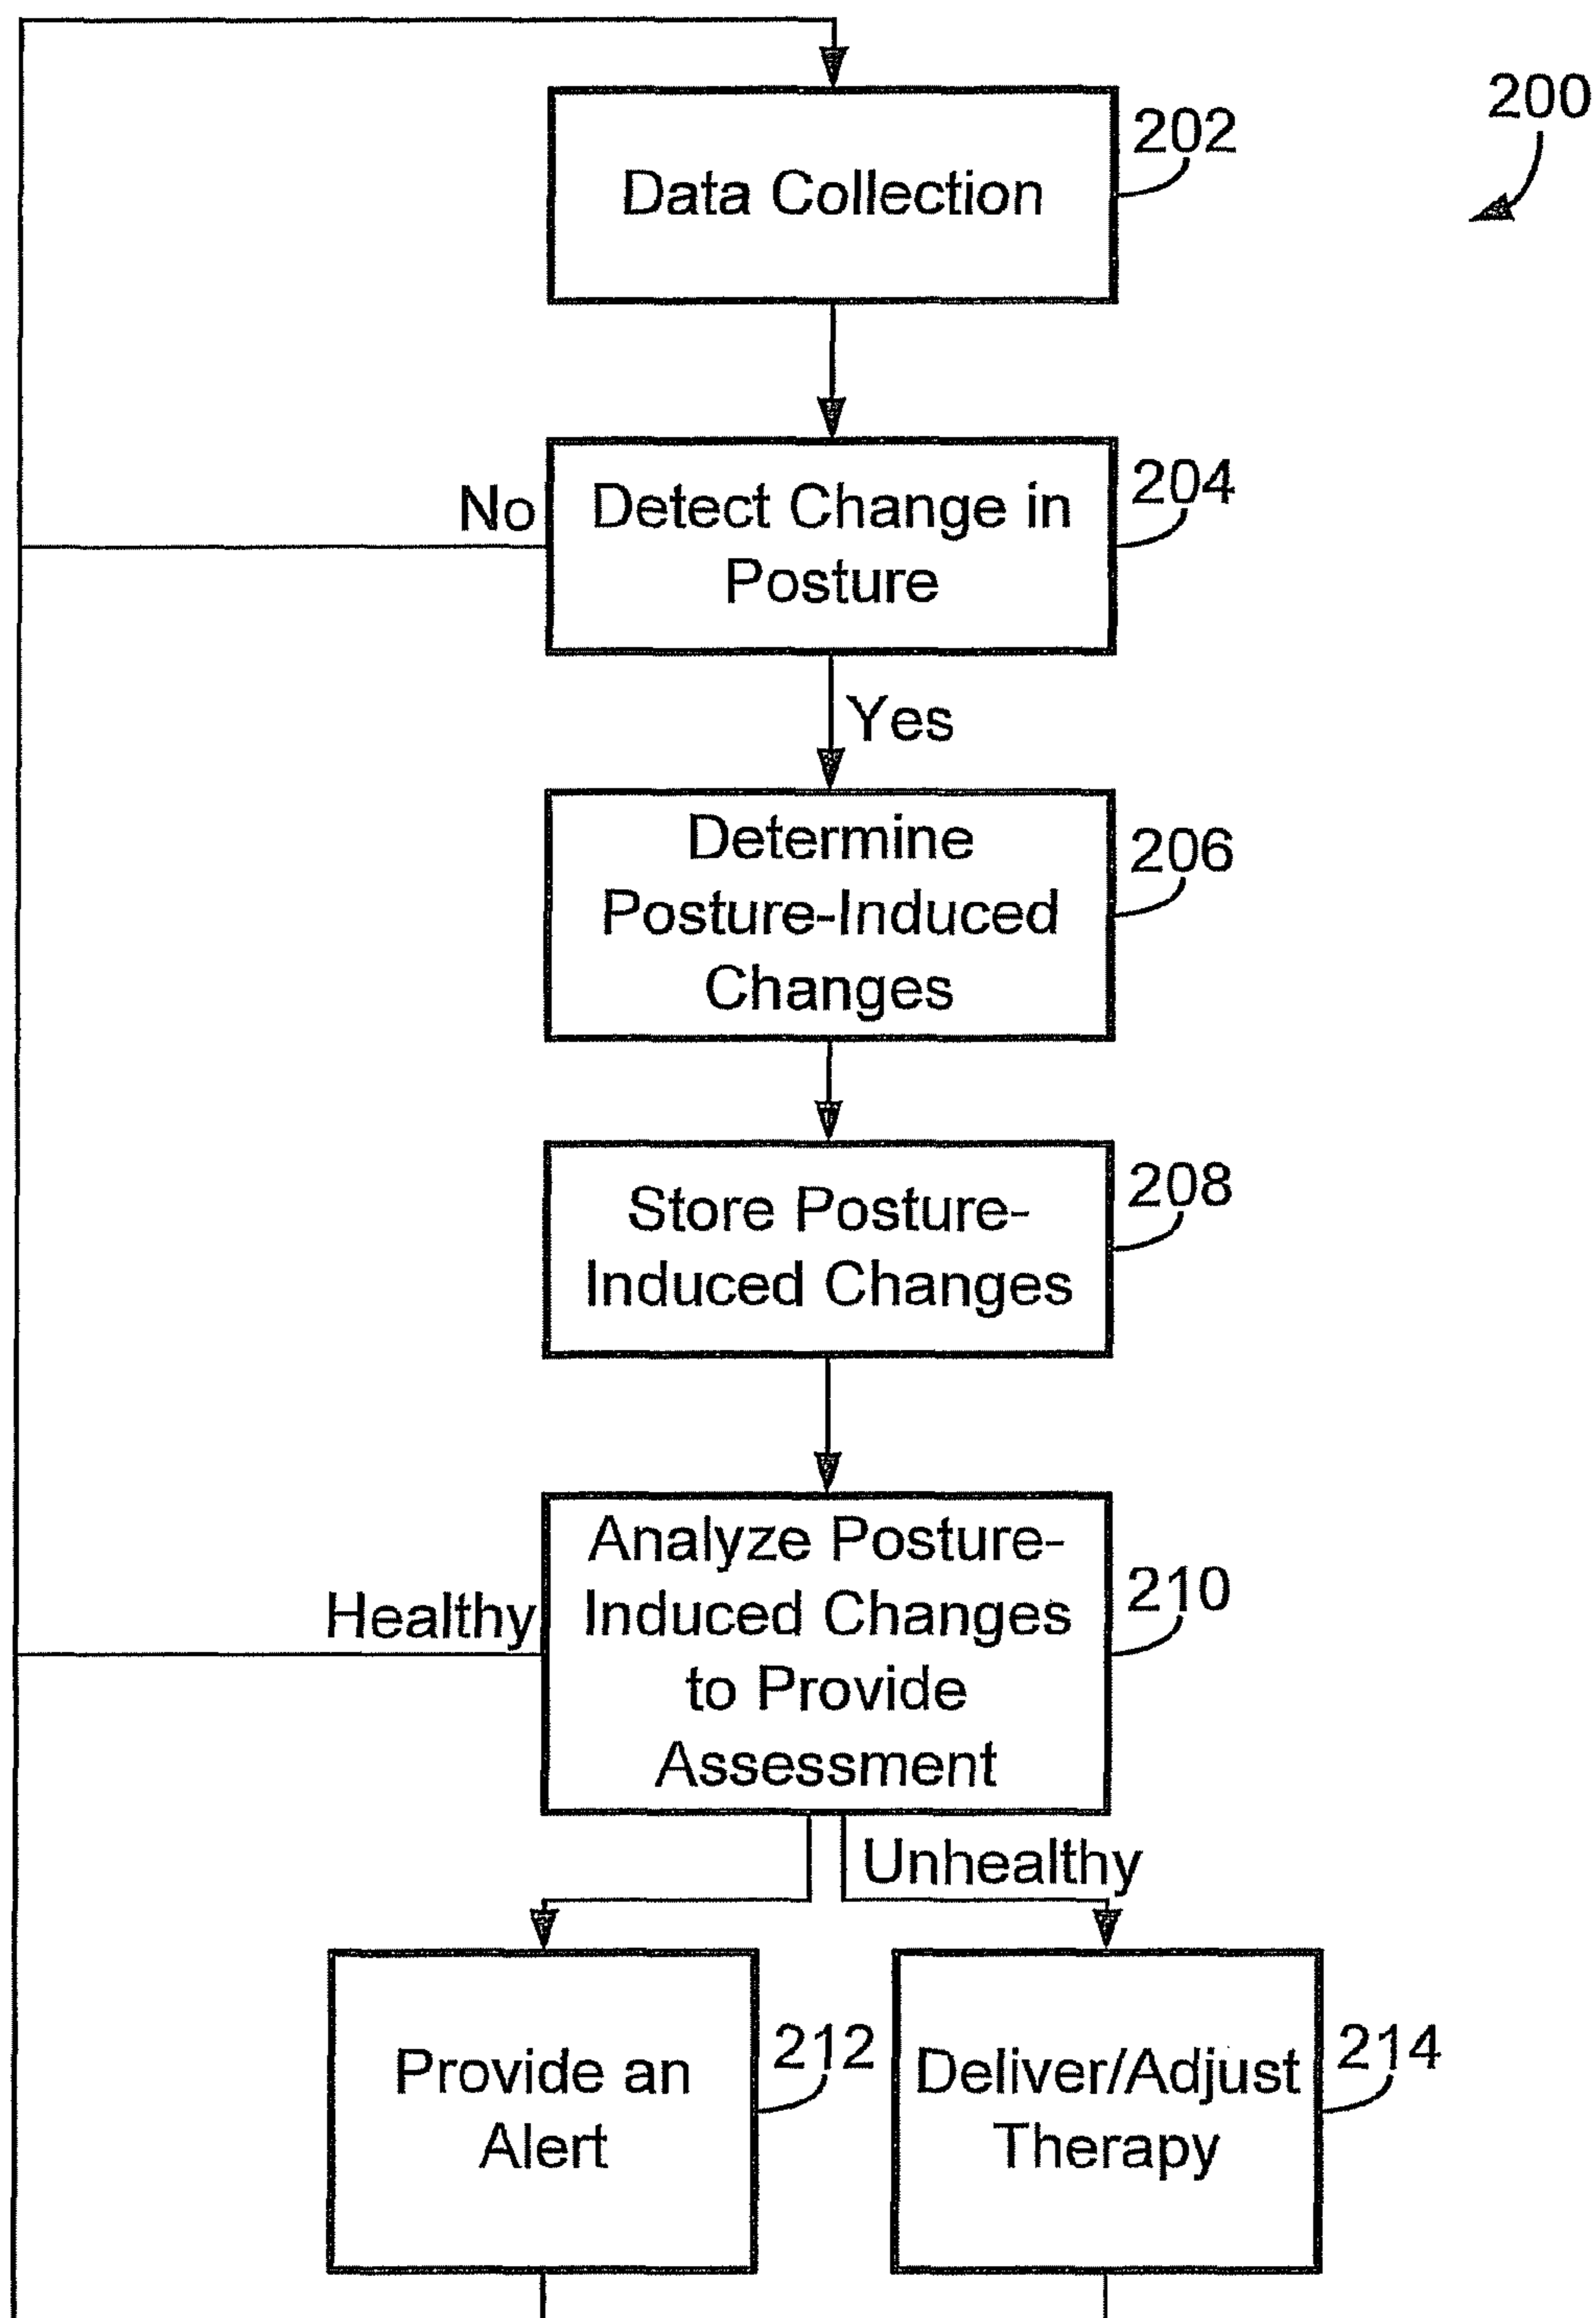 200
202
Data Collection
204
No
Detect Change in
Posture
Yes
206
Determine
Posture-Induced
Changes
208
Store Posture-
Induced Changes
210
Analyze Posture-
Induced Changes
to Provide
Assessment
Healthy
Unhealthy
212
Provide an
Alert
214
Deliver/Adjust
Therapy